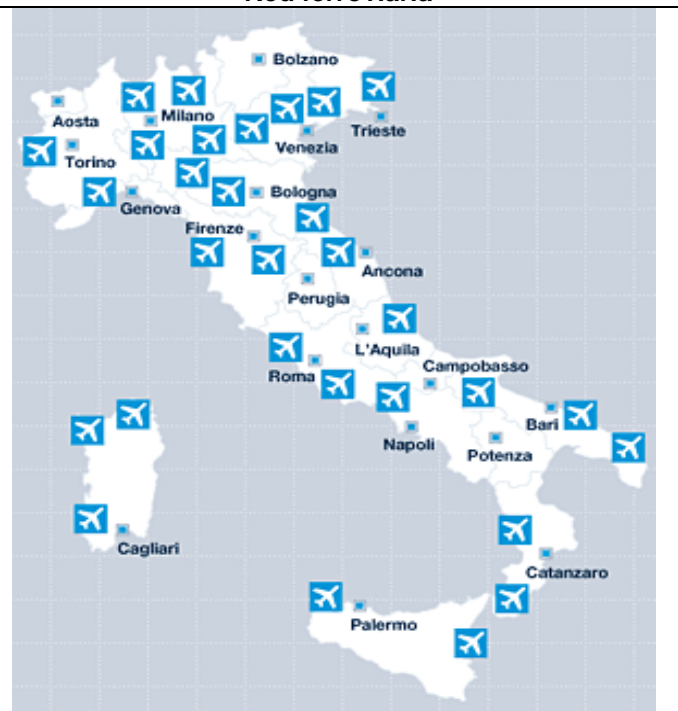 Bolzano
Aosta
Milano
Trieste
Venezia
Torino
Genova
Bologna
Firenze
Ancona
Perugia
L'Aquila
Roma
Campobasso
Bari
Napoli
Potenza
Cagliari
Catanzaro
Palermo